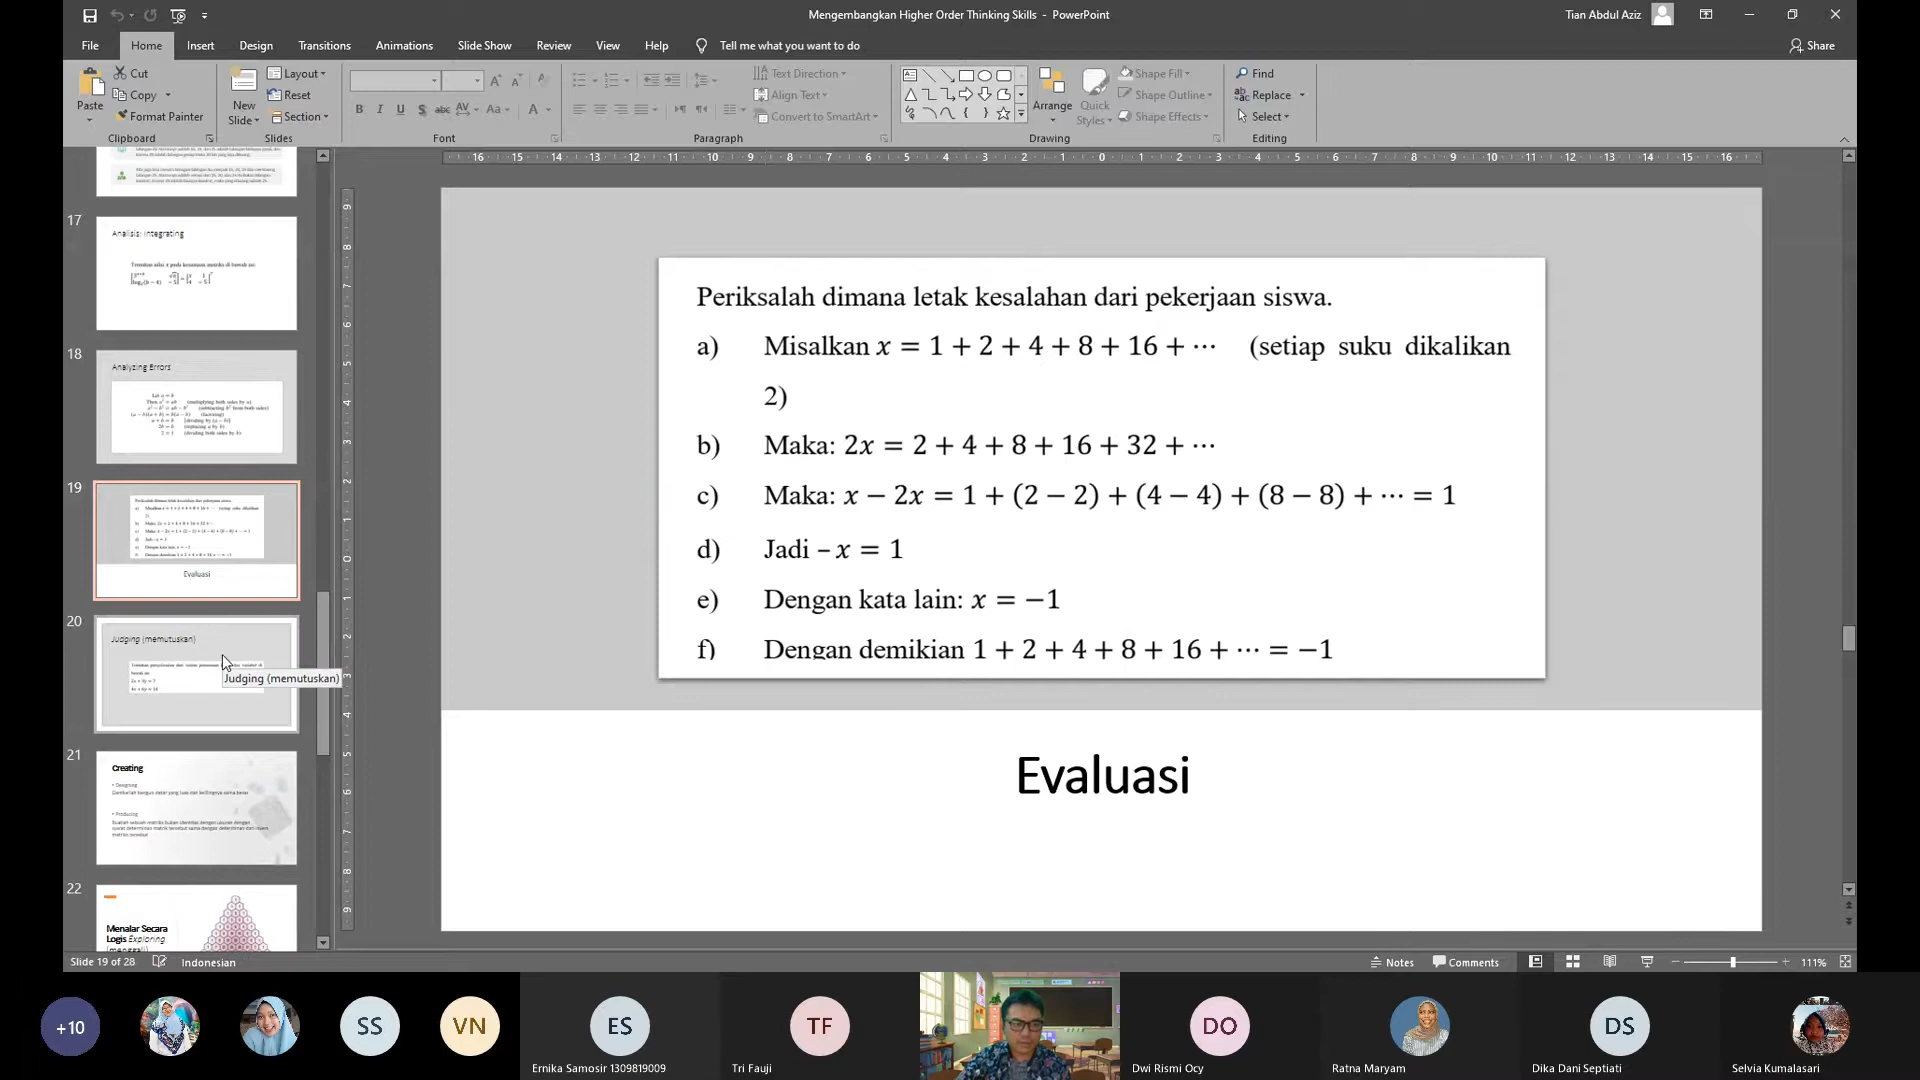 Mengembangkan Higher Order Thinking Skills - PowerPoint
Tian Abdul Aziz
File Home Insert Design Transitions Animations Slide Show Review View Help Tell me what you want to do Share
Paste Cut Copy Format Painter Clipboard
New Slide Layout Reset Section Slides
Font
Text Direction Align Text Convert to SmartArt Paragraph
Arrange Quick Styles Shape Fill Shape Outline Shape Effects Drawing
Find Replace Select Editing
17
Analisis: Integrating
18
Analyzing Errors
19
Evaluasi
20
Judging (memutuskan)
Judging (memutuskan)
21
Creating
• Designing
• Producing
22
Menalar Secara
Logis Exploring
(menggali)
Periksalah dimana letak kesalahan dari pekerjaan siswa.
a) Misalkan x = 1 + 2 + 4 + 8 + 16 + ⋯ (setiap suku dikalikan
2)
b) Maka: 2x = 2 + 4 + 8 + 16 + 32 + ⋯
c) Maka: x − 2x = 1 + (2 − 2) + (4 − 4) + (8 − 8) + ⋯ = 1
d) Jadi – x = 1
e) Dengan kata lain: x = −1
f) Dengan demikian 1 + 2 + 4 + 8 + 16 + ⋯ = −1
Evaluasi
Slide 19 of 28 Indonesian Notes Comments 111%
+10 SS VN ES TF DO DS
Ernika Samosir 1309819009 Tri Fauji Dwi Rismi Ocy Ratna Maryam Dika Dani Septiati Selvia Kumalasari